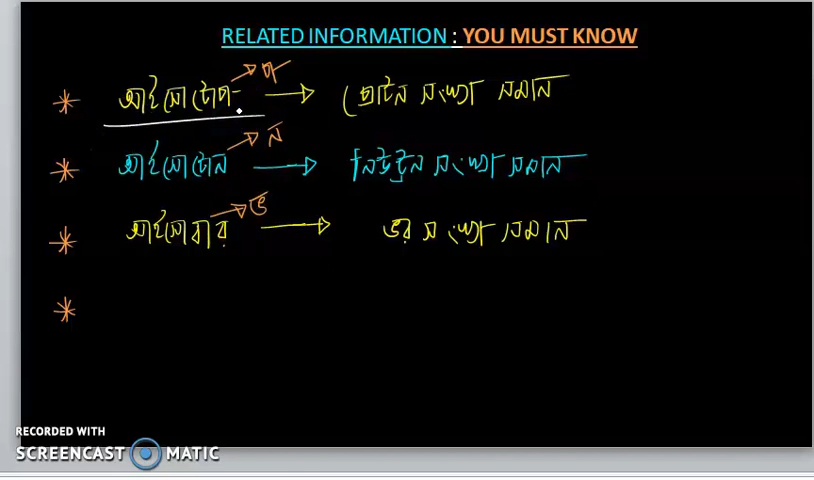 RELATED INFORMATION : YOU MUST KNOW
* আইসোটোপ → প → প্রোটন সংখ্যা সমান
* আইসোটোন → ন → নিউট্রন সংখ্যা সমান
* আইসোবার → ভ → ভর সংখ্যা সমান
*
RECORDED WITH
SCREENCAST MATIC